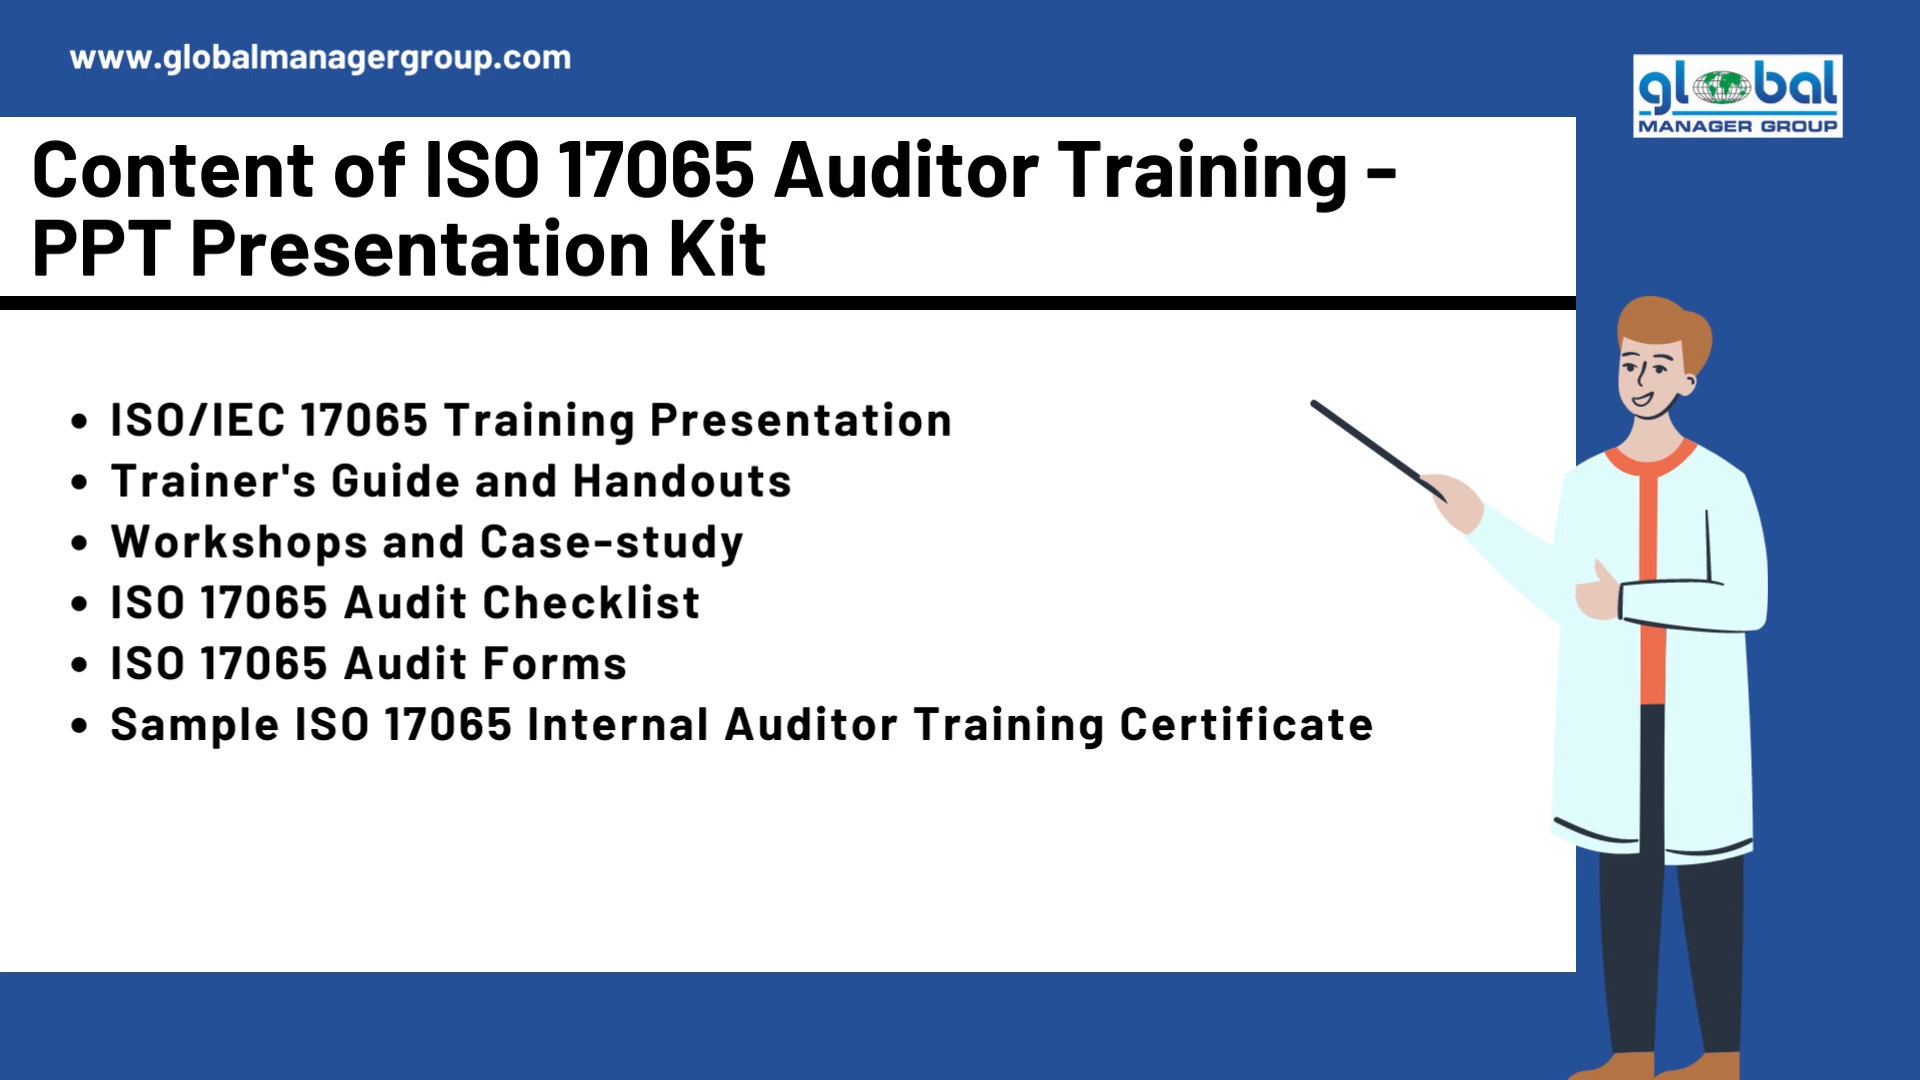 www.globalmanagergroup.com
global
MANAGER GROUP
Content of ISO 17065 Auditor Training -
PPT Presentation Kit
• ISO/IEC 17065 Training Presentation
• Trainer's Guide and Handouts
• Workshops and Case-study
• ISO 17065 Audit Checklist
• ISO 17065 Audit Forms
• Sample ISO 17065 Internal Auditor Training Certificate